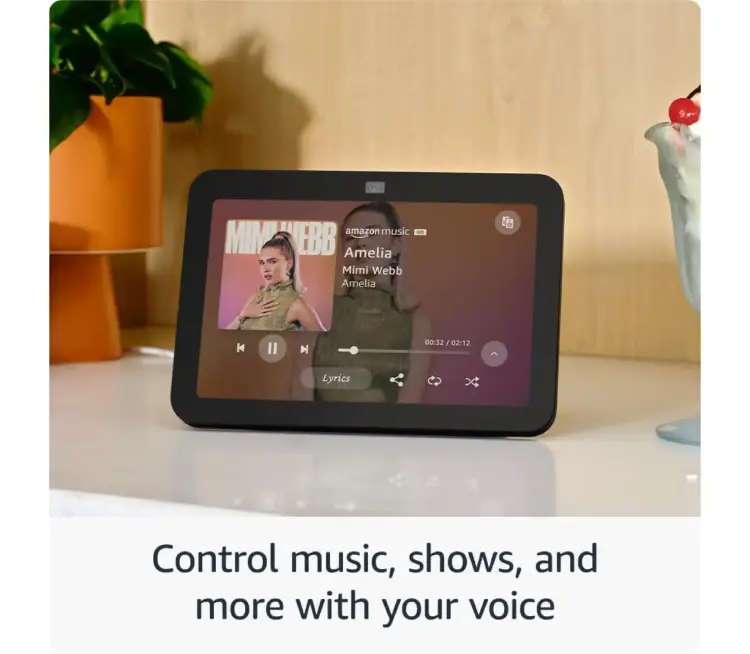 MIMI WEBB
amazon music HD
Amelia
Mimi Webb
Amelia
00:32 / 02:12
Lyrics
Control music, shows, and
more with your voice